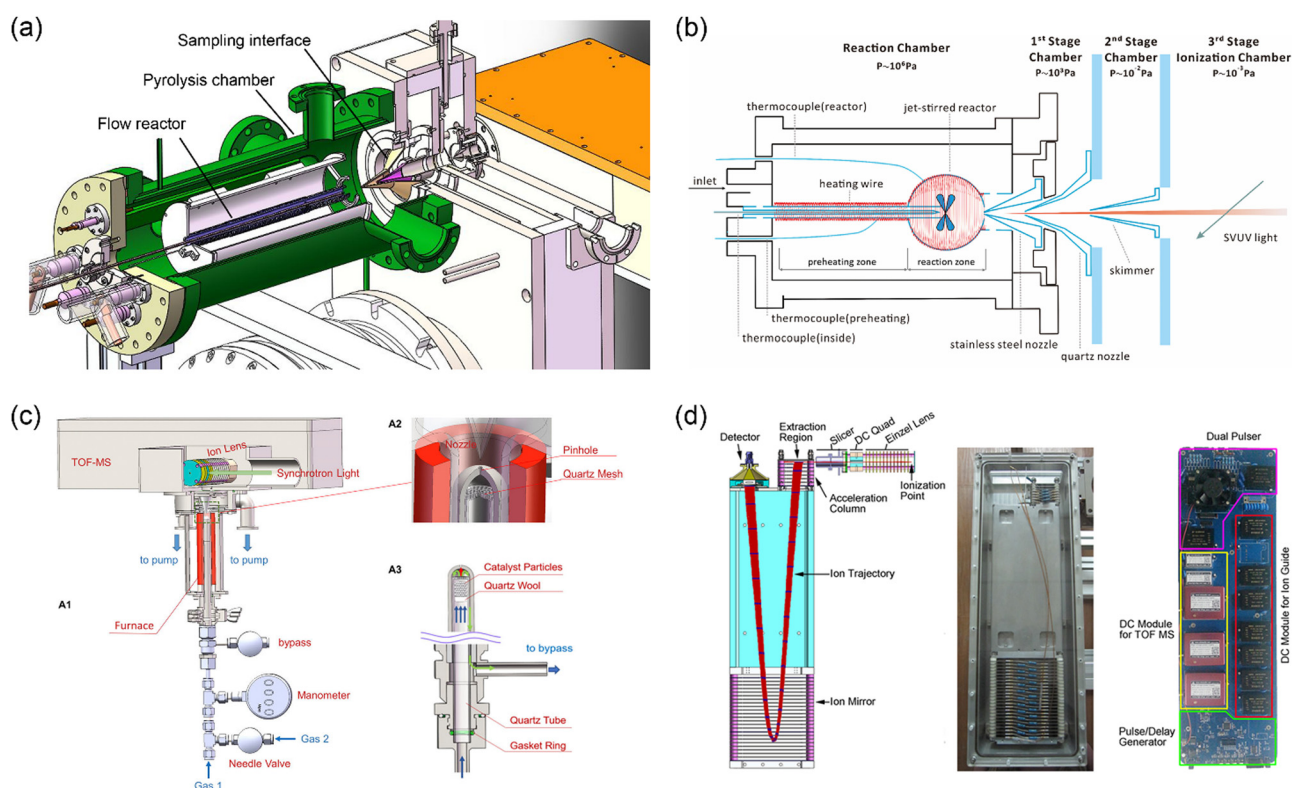 (a)
Sampling interface
Pyrolysis chamber
Flow reactor
(b)
Reaction Chamber
P~10⁶Pa
1st Stage
Chamber
P~10³Pa
2nd Stage
Chamber
P~10⁻²Pa
3rd Stage
Ionization Chamber
P~10⁻³Pa
thermocouple(reactor)
jet-stirred reactor
inlet
heating wire
SVUV light
preheating zone
reaction zone
skimmer
thermocouple(preheating)
thermocouple(inside)
stainless steel nozzle
quartz nozzle
(c)
A1
TOF-MS
Ion Lens
Synchrotron Light
to pump
to pump
Furnace
bypass
Manometer
Gas 2
Needle Valve
Gas 1
A2
Nozzle
Pinhole
Quartz Mesh
A3
Catalyst Particles
Quartz Wool
to bypass
Quartz Tube
Gasket Ring
(d)
Detector
Extraction
Region
Slicer
DC Quad
Einzel Lens
Ionization
Point
Acceleration
Column
Ion Trajectory
Ion Mirror
Dual Pulser
DC Module
for TOF MS
DC Module for Ion Guide
Pulse/Delay
Generator